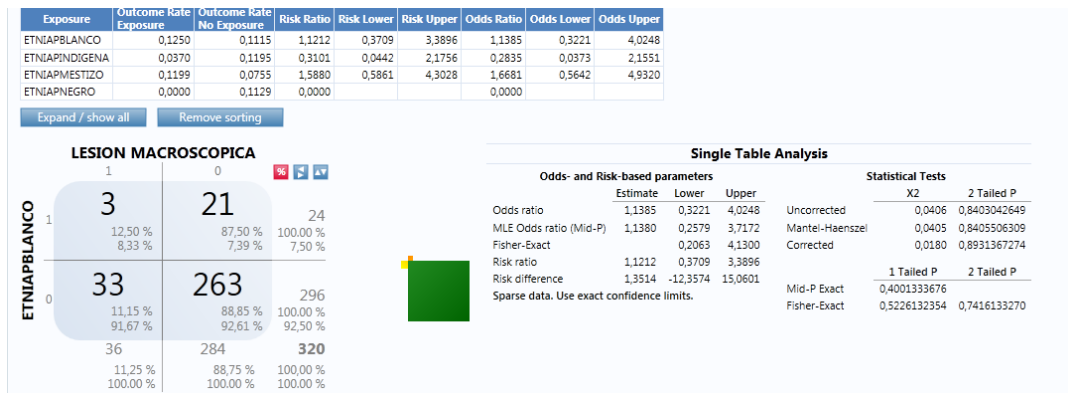 Exposure Outcome Rate Exposure Outcome Rate No Exposure Risk Ratio Risk Lower Risk Upper Odds Ratio Odds Lower Odds Upper
ETNIAPBLANCO 0,1250 0,1115 1,1212 0,3709 3,3896 1,1385 0,3221 4,0248
ETNIAPINDIGENA 0,0370 0,1195 0,3101 0,0442 2,1756 0,2835 0,0373 2,1551
ETNIAPMESTIZO 0,1199 0,0755 1,5880 0,5861 4,3028 1,6681 0,5642 4,9320
ETNIAPNEGRO 0,0000 0,1129 0,0000 0,0000
Expand / show all Remove sorting
LESION MACROSCOPICA
1 0 %
ETNIAPBLANCO
1 3 21 24
12,50 % 87,50 % 100.00 %
8,33 % 7,39 % 7,50 %
0 33 263 296
11,15 % 88,85 % 100.00 %
91,67 % 92,61 % 92,50 %
36 284 320
11,25 % 88,75 % 100,00 %
100.00 % 100.00 % 100.00 %
Single Table Analysis
Odds- and Risk-based parameters
Estimate Lower Upper
Odds ratio 1,1385 0,3221 4,0248
MLE Odds ratio (Mid-P) 1,1380 0,2579 3,7172
Fisher-Exact 0,2063 4,1300
Risk ratio 1,1212 0,3709 3,3896
Risk difference 1,3514 -12,3574 15,0601
Sparse data. Use exact confidence limits.
Statistical Tests
X2 2 Tailed P
Uncorrected 0,0406 0,8403042649
Mantel-Haenszel 0,0405 0,8405506309
Corrected 0,0180 0,8931367274
1 Tailed P 2 Tailed P
Mid-P Exact 0,4001333676
Fisher-Exact 0,5226132354 0,7416133270